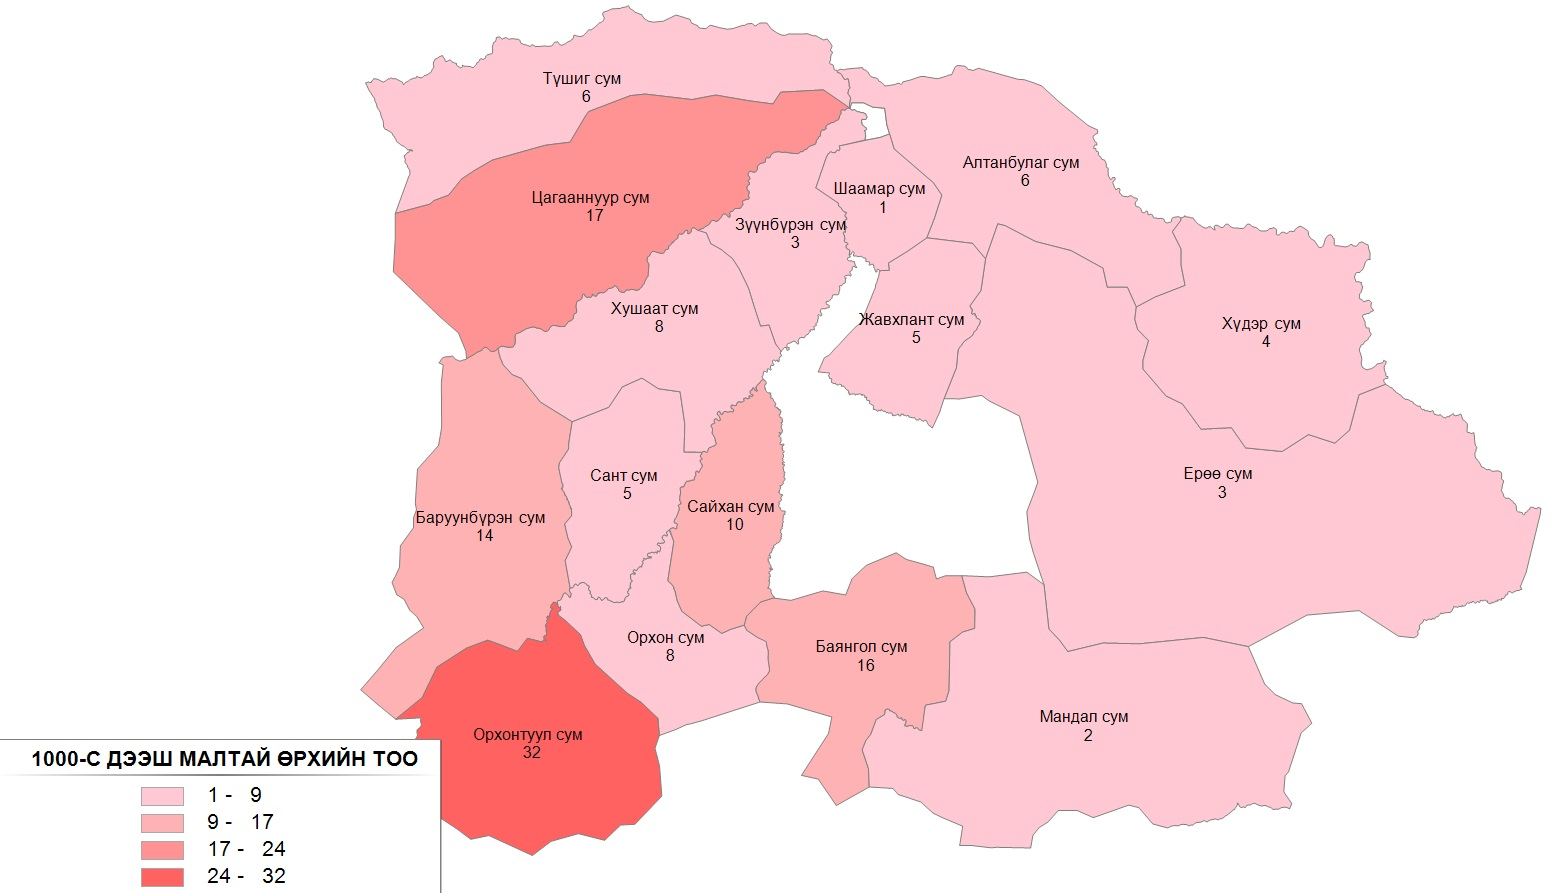 Түшиг сум
6
Алтанбулаг сум
6
Шаамар сум
1
Цагааннуур сум
17
Зүүнбүрэн сум
3
Хушаат сум
8
Жавхлант сум
5
Хүдэр сум
4
Сант сум
5
Ерөө сум
3
Сайхан сум
10
Баруунбүрэн сум
14
Орхон сум
8
Баянгол сум
16
Мандал сум
2
Орхонтуул сум
32
1000-С ДЭЭШ МАЛТАЙ ӨРХИЙН ТОО
1 - 9
9 - 17
17 - 24
24 - 32